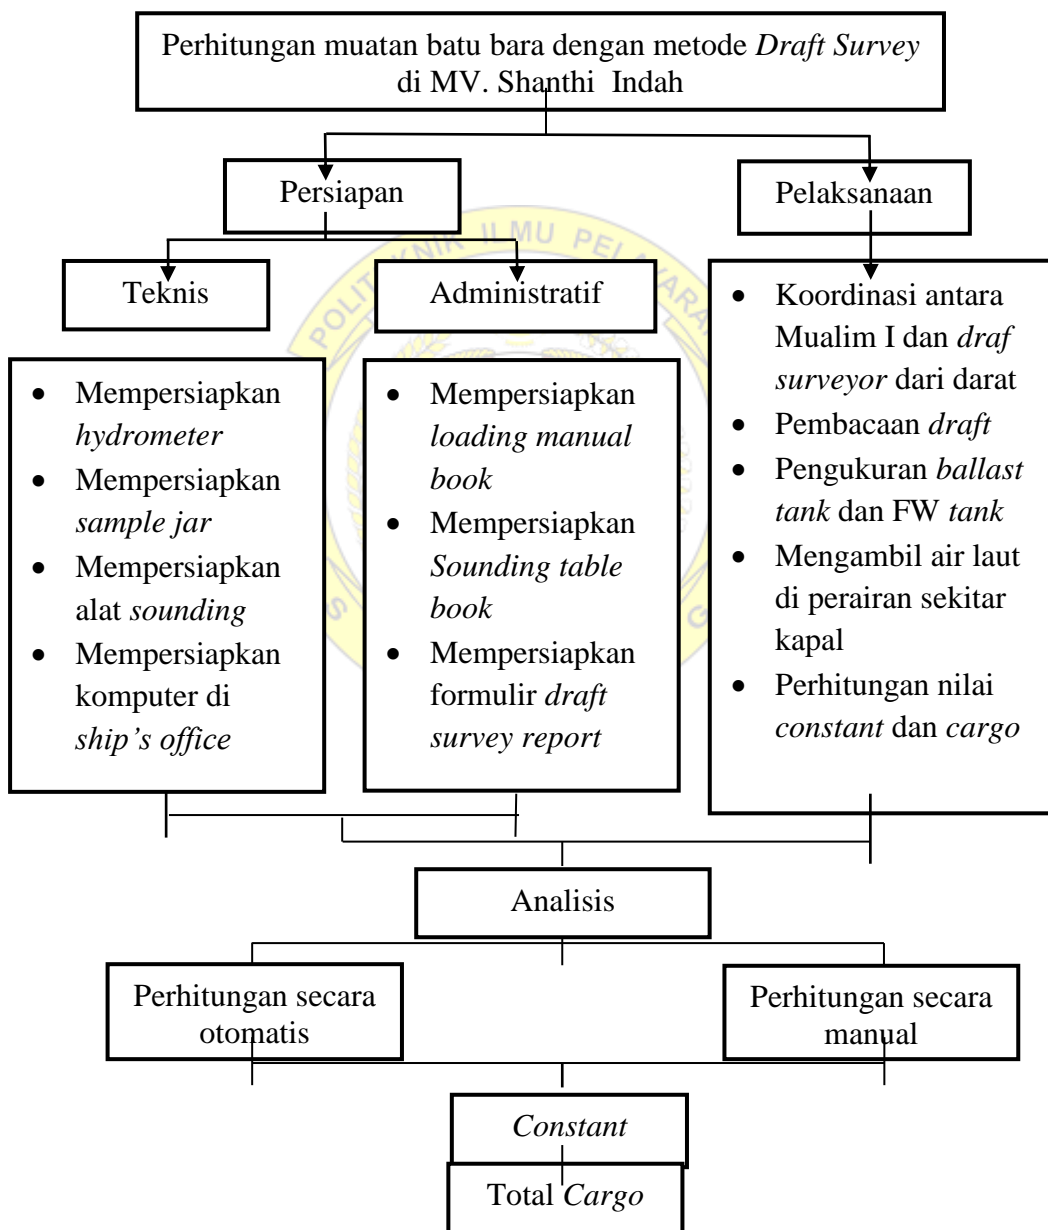 Perhitungan muatan batu bara dengan metode Draft Survey
di MV. Shanthi Indah
Persiapan
Pelaksanaan
Teknis
Administratif
• Mempersiapkan
hydrometer
• Mempersiapkan
sample jar
• Mempersiapkan
alat sounding
• Mempersiapkan
komputer di
ship's office
• Mempersiapkan
loading manual
book
• Mempersiapkan
Sounding table
book
• Mempersiapkan
formulir draft
survey report
• Koordinasi antara
Mualim I dan draf
surveyor dari darat
• Pembacaan draft
• Pengukuran ballast
tank dan FW tank
• Mengambil air laut
di perairan sekitar
kapal
• Perhitungan nilai
constant dan cargo
POLITEKNIK ILMU PELAYARAN
S
G
Analisis
Perhitungan secara
otomatis
Perhitungan secara
manual
Constant
Total Cargo